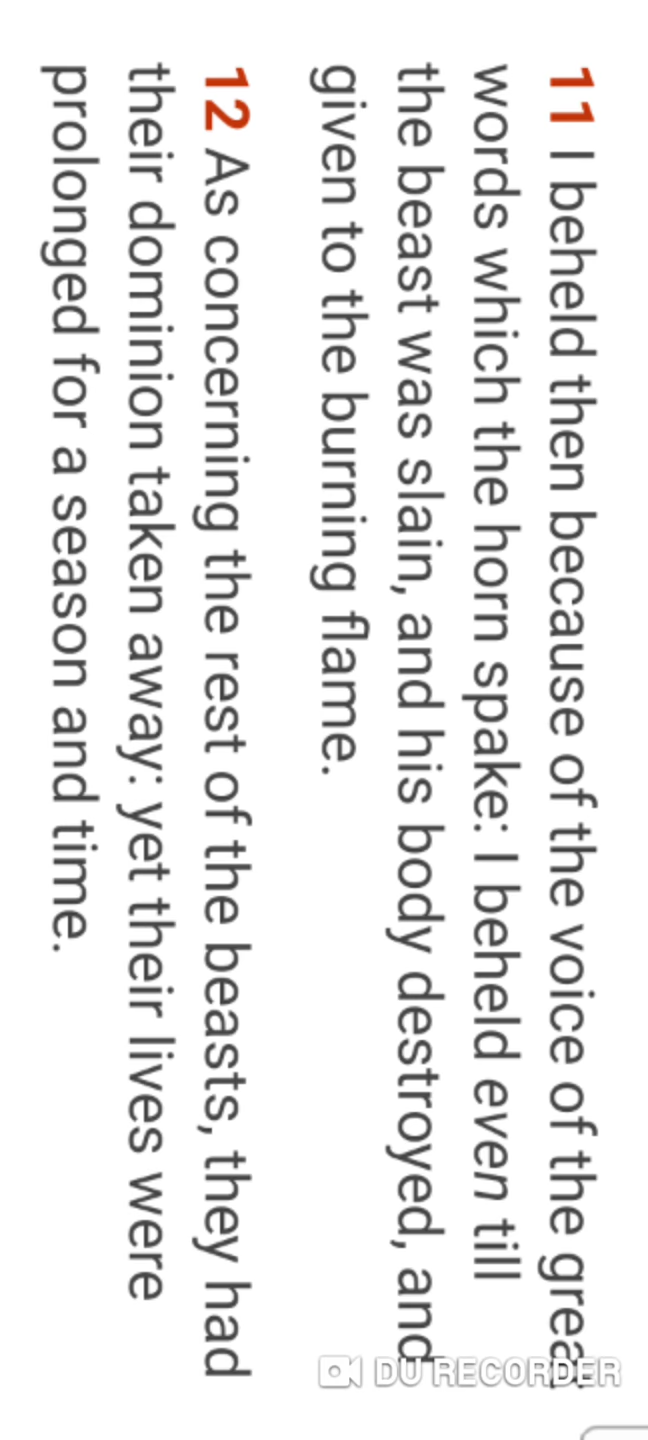 11 I beheld then because of the voice of the great
words which the horn spake: I beheld even till
the beast was slain, and his body destroyed, and
given to the burning flame.
12 As concerning the rest of the beasts, they had
their dominion taken away: yet their lives were
prolonged for a season and time.
DU RECORDER